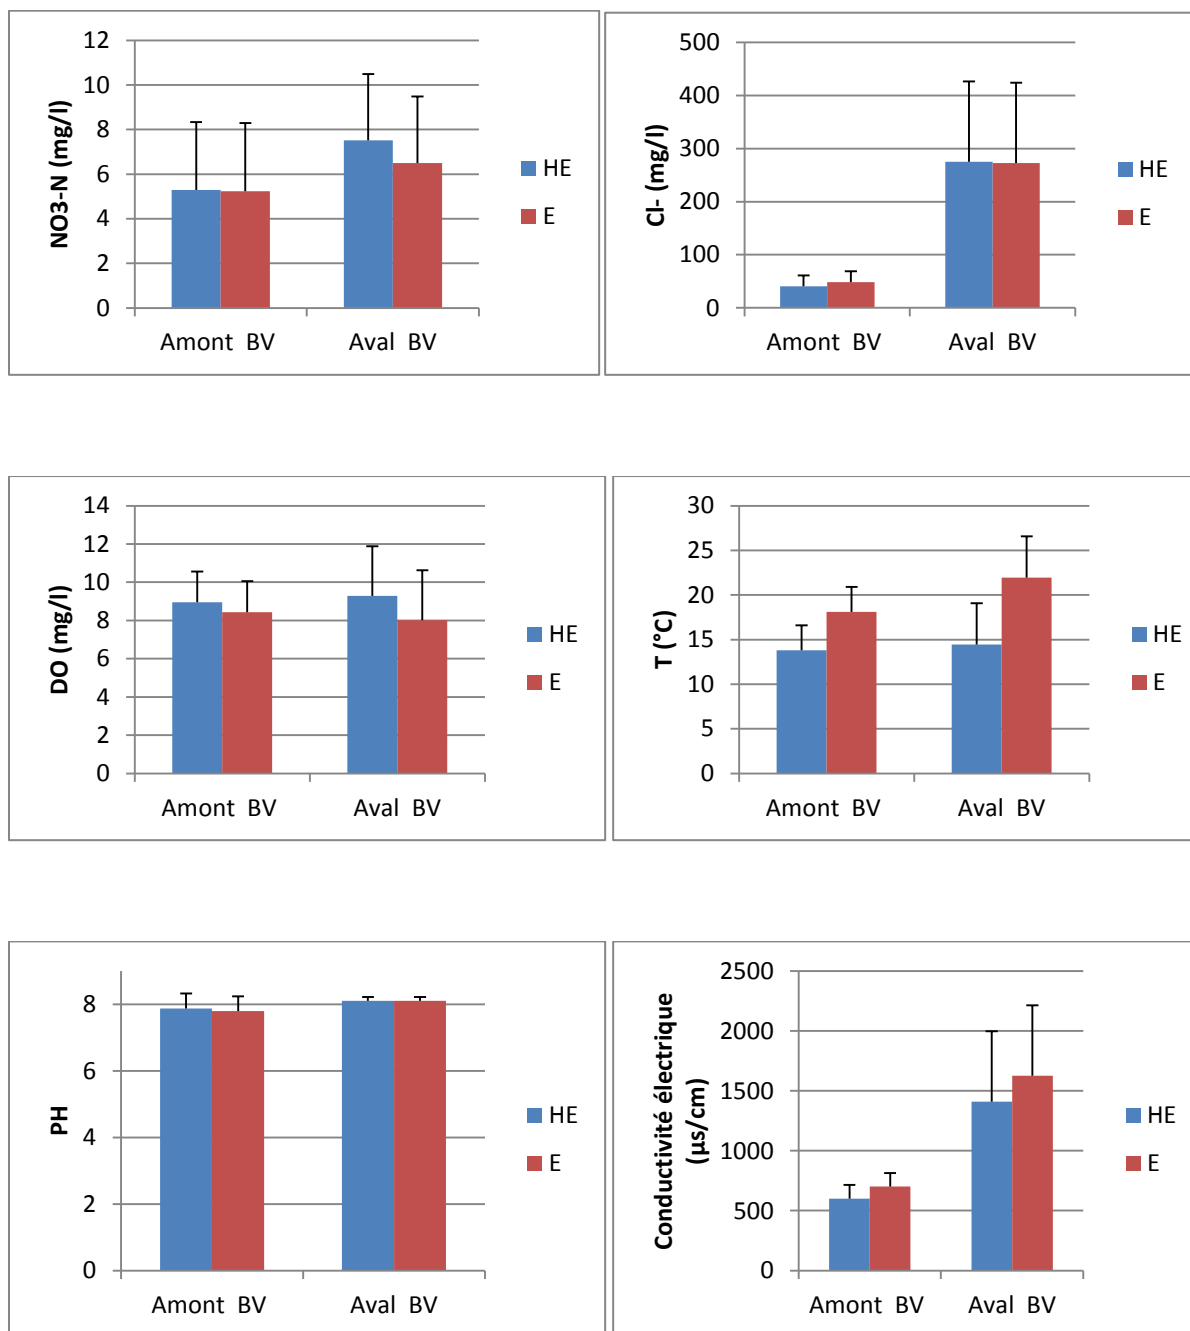 12
10
8
6
4
2
0
NO3-N (mg/l)
Amont BV
Aval BV
HE
E
500
400
300
200
100
0
Cl- (mg/l)
Amont BV
Aval BV
HE
E
14
12
10
8
6
4
2
0
DO (mg/l)
Amont BV
Aval BV
HE
E
30
25
20
15
10
5
0
T (°C)
Amont BV
Aval BV
HE
E
8
6
4
2
0
PH
Amont BV
Aval BV
HE
E
2500
2000
1500
1000
500
0
Conductivité électrique
(µs/cm)
Amont BV
Aval BV
HE
E